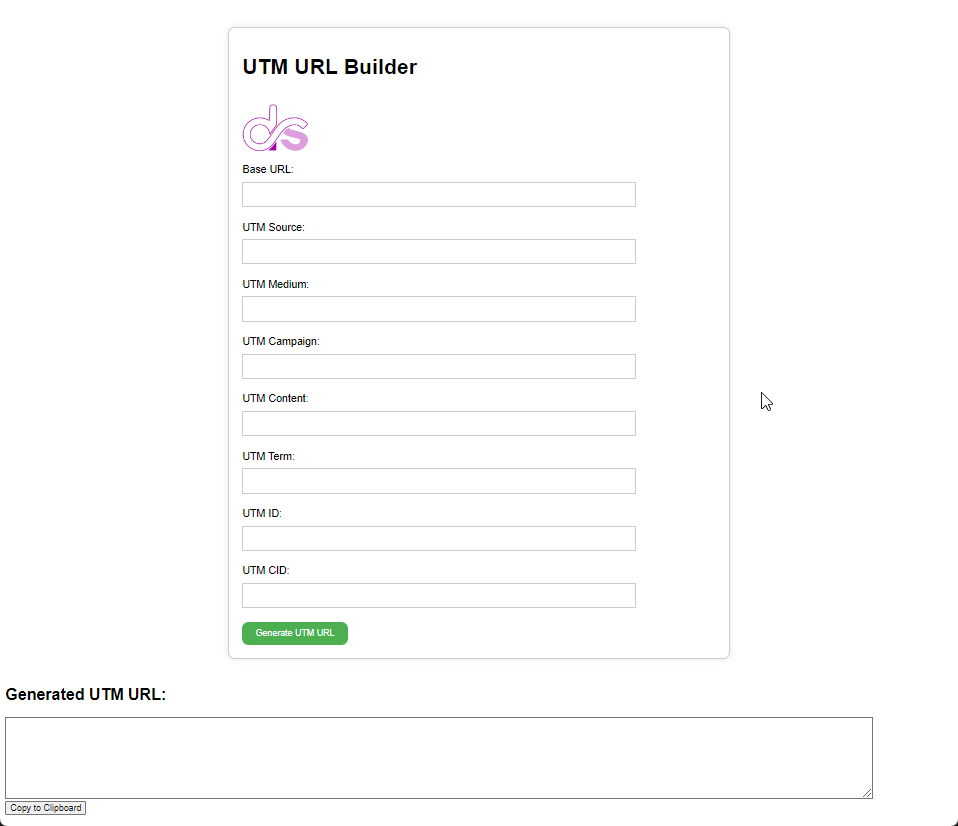 UTM URL Builder
ds
Base URL:
UTM Source:
UTM Medium:
UTM Campaign:
UTM Content:
UTM Term:
UTM ID:
UTM CID:
Generate UTM URL
Generated UTM URL:
Copy to Clipboard